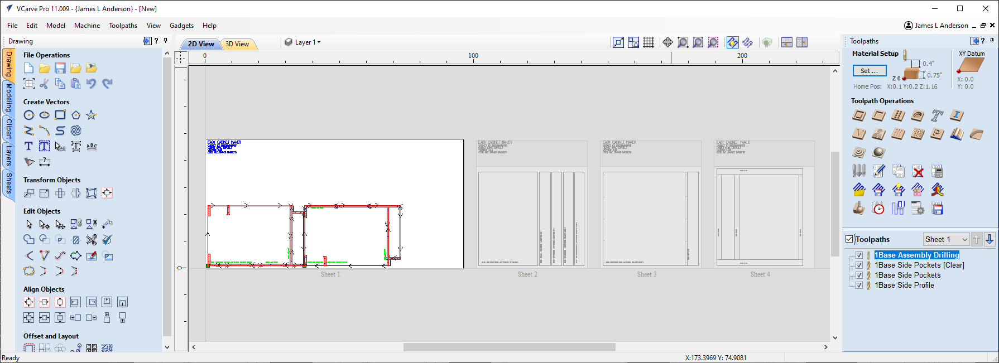 VCarve Pro 11.009 - {James L Anderson} - [New]
File Edit Model Machine Toolpaths View Gadgets Help
James L Anderson
Drawing
2D View
3D View
Layer 1
Toolpaths
Drawing
Modeling
Clipart
Layers
Sheets
File Operations
Create Vectors
Transform Objects
Edit Objects
Align Objects
Offset and Layout
0 100 200
0
EASY CABINET MAKER
EASY CABINET MAKER
EASY CABINET MAKER
EASY CABINET MAKER
Sheet 1
Sheet 2
Sheet 3
Sheet 4
Material Setup
Set ...
0.4"
0.75"
Z 0
XY Datum
X: 0.0
Y: 0.0
Home Pos: X:0.1 Y:0.2 Z:1.16
Toolpath Operations
Toolpaths
Sheet 1
1Base Assembly Drilling
1Base Side Pockets [Clear]
1Base Side Pockets
1Base Side Profile
Ready
X:173.3969 Y: 74.9081